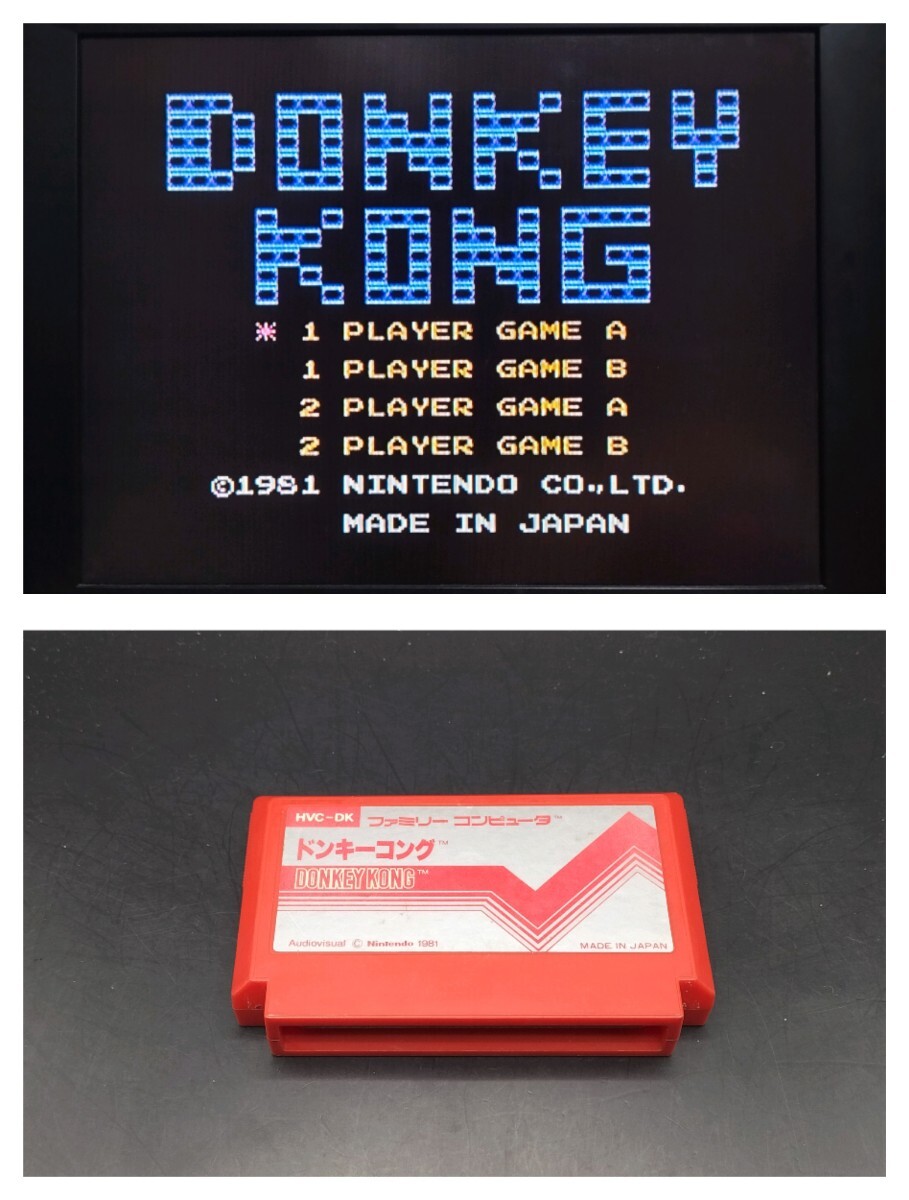 DONKEY
KONG
* 1 PLAYER GAME A
1 PLAYER GAME B
2 PLAYER GAME A
2 PLAYER GAME B
©1981 NINTENDO CO.,LTD.
MADE IN JAPAN
HVC-DK ファミリー コンピュータ™
ドンキーコング™
DONKEY KONG™
Audiovisual © Nintendo 1981 MADE IN JAPAN